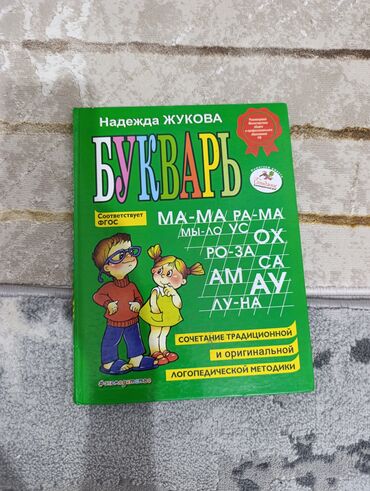 Надежда ЖУКОВА
БУКВАРЬ
Соответствует
ФГОС
МА-МА РА-МА
МЫ-ЛО УС ОХ
РО-ЗА СА
АМ АУ
ЛУ-НА
СОЧЕТАНИЕ ТРАДИЦИОННОЙ
и ОРИГИНАЛЬНОЙ
ЛОГОПЕДИЧЕСКОЙ МЕТОДИКИ